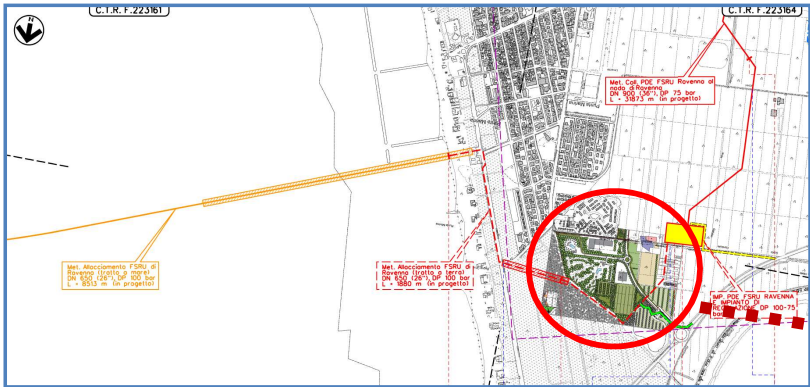 C.T.R. F.223161
C.T.R. F.223164
N
Met. Coll. PDE FSRU Ravenna al
nodo di Ravenna
DN 900 (36"), DP 75 bar
L = 31873 m (in progetto)
Punta Marina
Met. Allacciamento FSRU di
Ravenna (tratto a mare)
DN 650 (26"), DP 100 bar
L = 8513 m (in progetto)
Met. Allacciamento FSRU di
Ravenna (tratto a terra)
DN 650 (26"), DP 100 bar
L = 1880 m (in progetto)
IMP. PDE FSRU RAVENNA
E IMPIANTO DI
REGOLAZIONE DP 100-75
bar